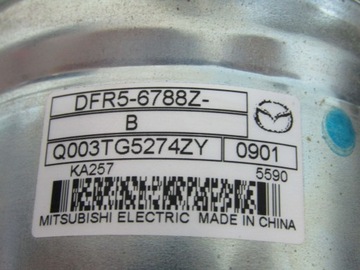 DFR5-6788Z-
B
Q003TG5274ZY 0901
KA257 5590
MITSUBISHI ELECTRIC MADE IN CHINA